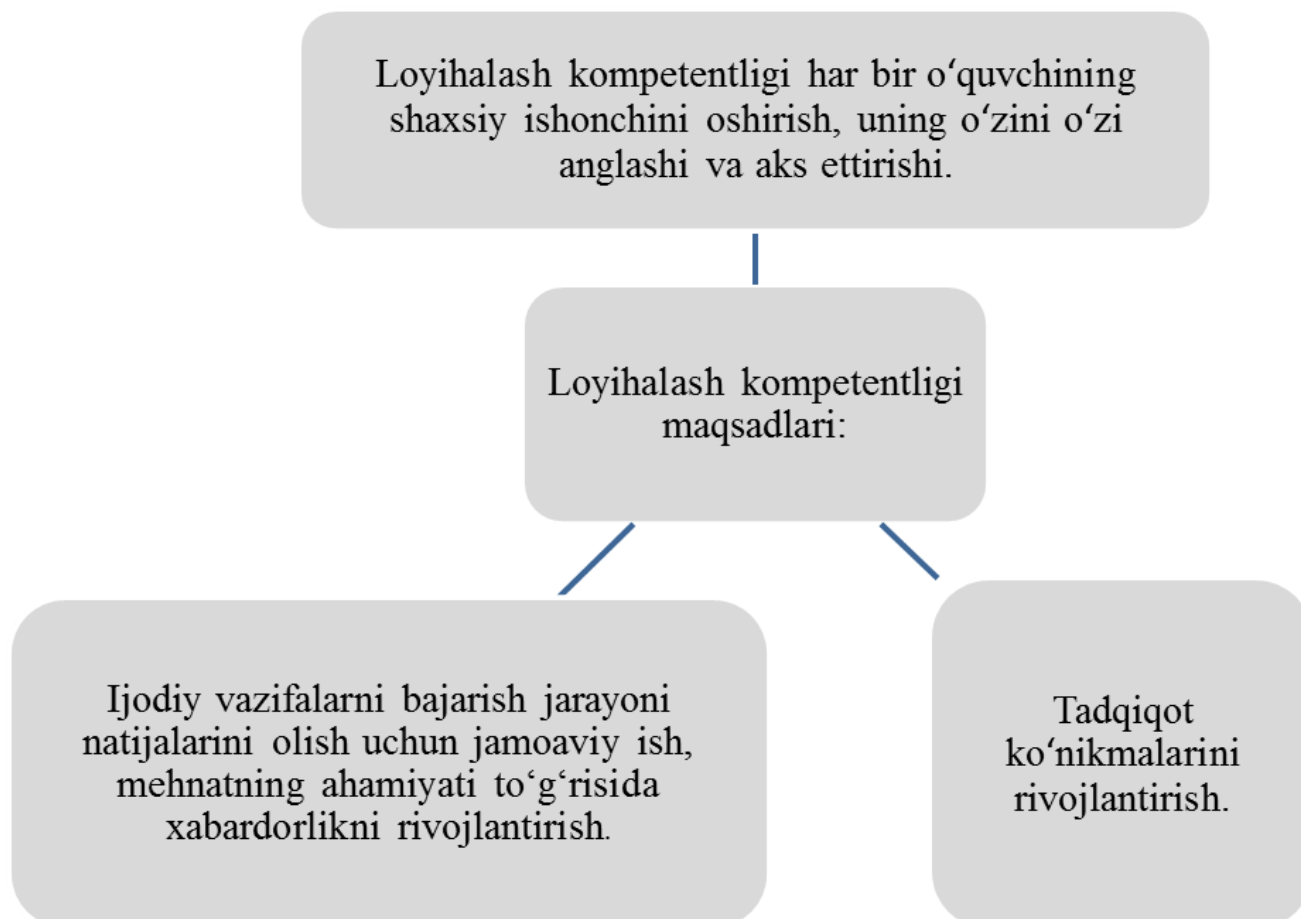 Loyihalash kompetentligi har bir oʻquvchining
shaxsiy ishonchini oshirish, uning oʻzini oʻzi
anglashi va aks ettirishi.
Loyihalash kompetentligi
maqsadlari:
Ijodiy vazifalarni bajarish jarayoni
natijalarini olish uchun jamoaviy ish,
mehnatning ahamiyati toʻgʻrisida
xabardorlikni rivojlantirish.
Tadqiqot
koʻnikmalarini
rivojlantirish.